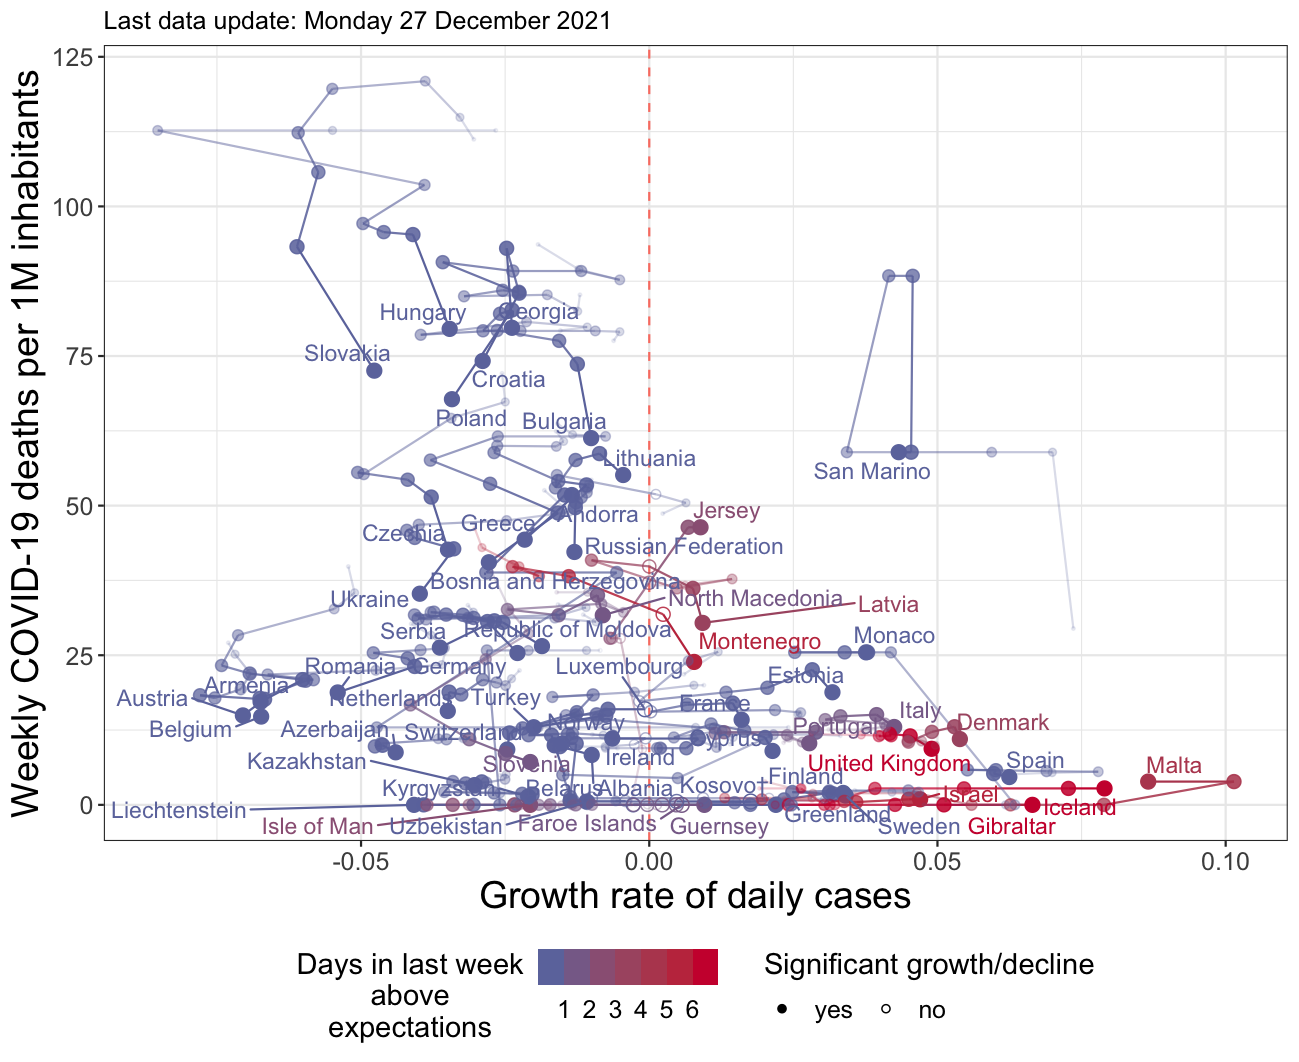 Last data update: Monday 27 December 2021
Weekly COVID-19 deaths per 1M inhabitants
125
100
75
50
25
0
Hungary
Georgia
Slovakia
Croatia
Poland
Bulgaria
Lithuania
San Marino
Jersey
Czechia
Greece
Andorra
Russian Federation
Bosnia and Herzegovina
Ukraine
North Macedonia
Latvia
Serbia
Republic of Moldova
Montenegro
Monaco
Romania
Germany
Luxembourg
Estonia
Armenia
Austria
Netherlands
Turkey
France
Italy
Belgium
Azerbaijan
Switzerland
Norway
Portugal
Denmark
Cyprus
Kazakhstan
Slovenia
Ireland
United Kingdom
Spain
Malta
Finland
Kyrgyzstan
Belarus
Albania
Kosovo†
Israel
Liechtenstein
Iceland
Greenland
Isle of Man
Uzbekistan
Faroe Islands
Guernsey
Sweden
Gibraltar
-0.05
0.00
0.05
0.10
Growth rate of daily cases
Days in last week
above
expectations
1 2 3 4 5 6
Significant growth/decline
yes
no